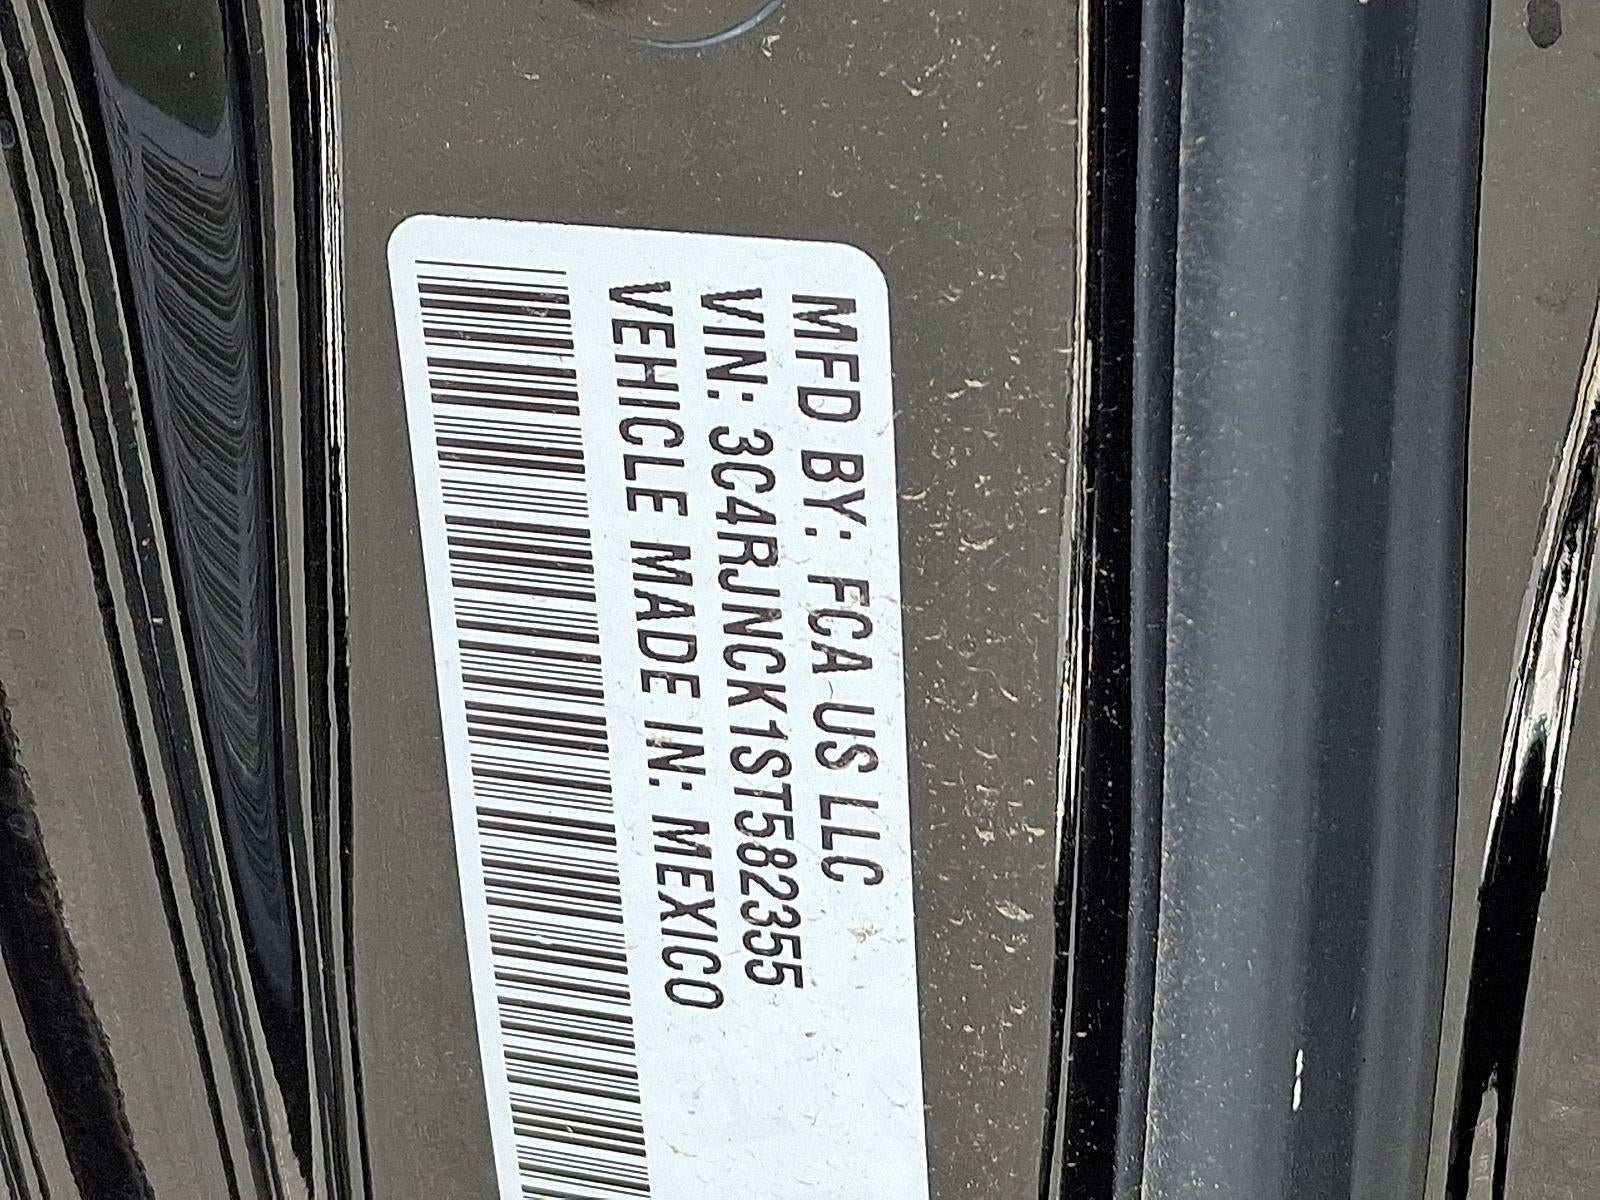 MFD BY: FCA US LLC
VIN: 3C4RJNCK1ST582355
VEHICLE MADE IN: MEXICO